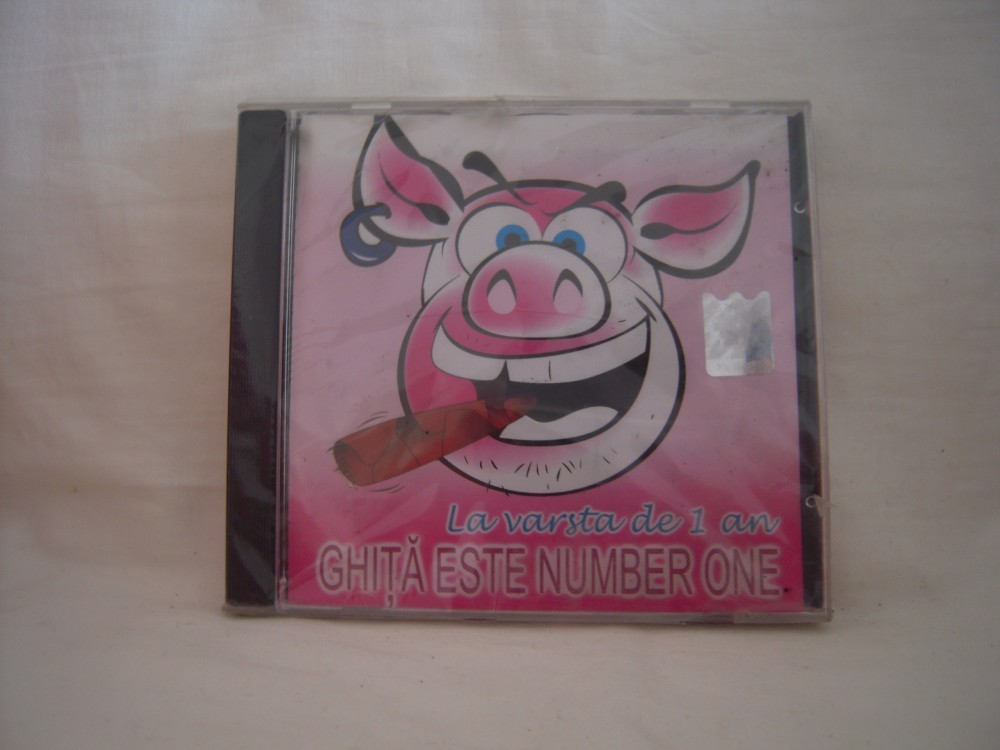 La varsta de 1 an
GHIȚĂ ESTE NUMBER ONE.